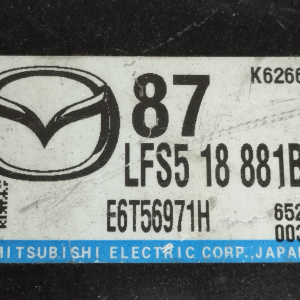 87
K6266
LFS5 18 881B
E6T56971H
652
003
MITSUBISHI ELECTRIC CORP. JAPAN